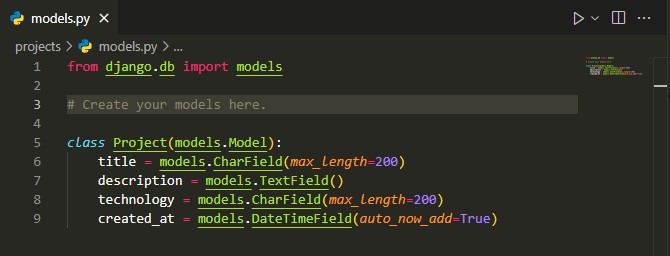 models.py
projects > models.py > ...
1 from django.db import models
2
3 # Create your models here.
4
5 class Project(models.Model):
6     title = models.CharField(max_length=200)
7     description = models.TextField()
8     technology = models.CharField(max_length=200)
9     created_at = models.DateTimeField(auto_now_add=True)